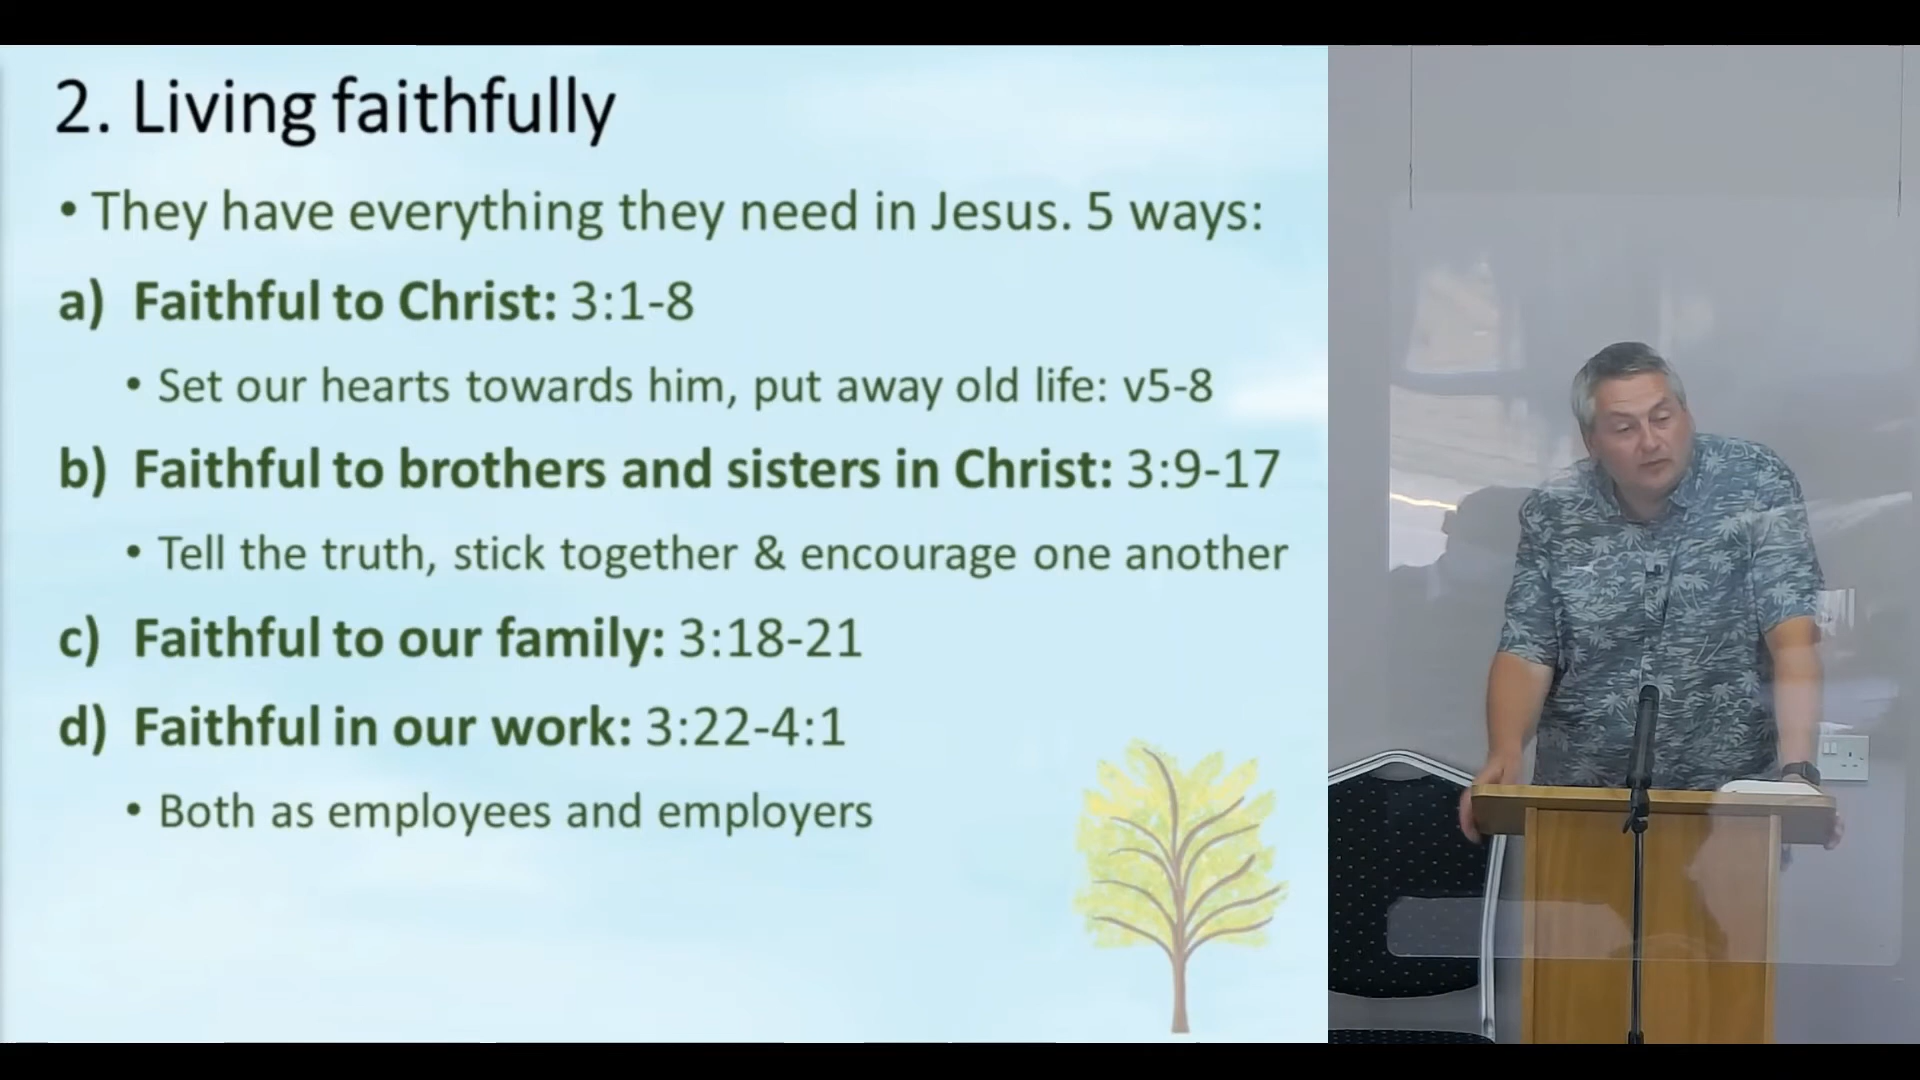 2. Living faithfully
• They have everything they need in Jesus. 5 ways:
a) Faithful to Christ: 3:1-8
• Set our hearts towards him, put away old life: v5-8
b) Faithful to brothers and sisters in Christ: 3:9-17
• Tell the truth, stick together & encourage one another
c) Faithful to our family: 3:18-21
d) Faithful in our work: 3:22-4:1
• Both as employees and employers